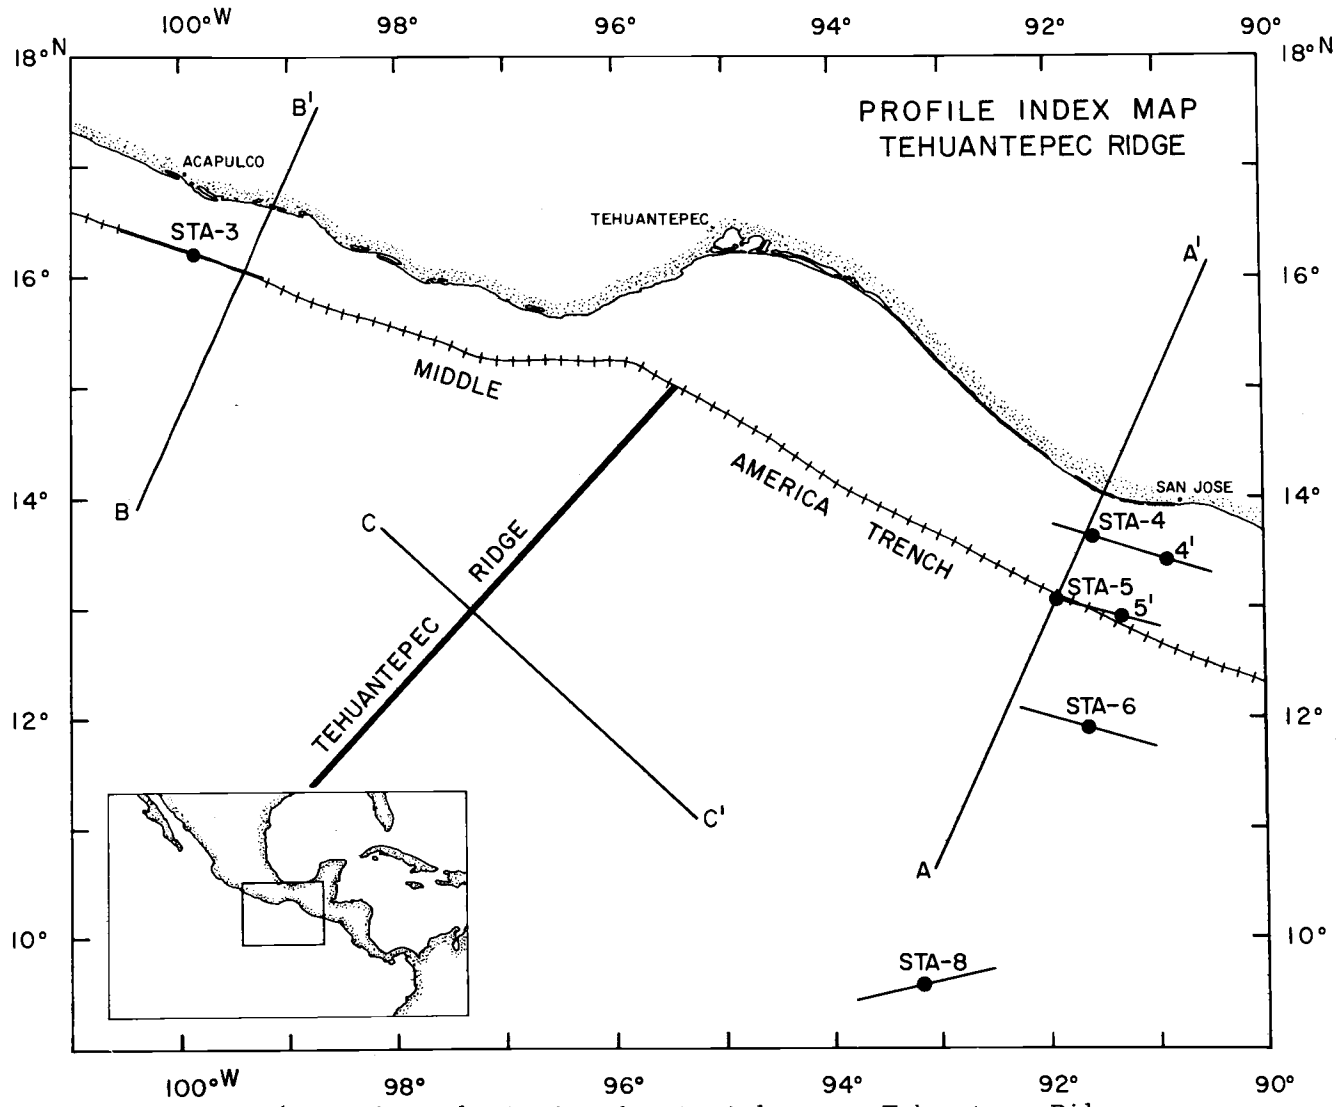 100°W 98° 96° 94° 92° 90°
18°N 18°N
B'
PROFILE INDEX MAP
TEHUANTEPEC RIDGE
ACAPULCO
TEHUANTEPEC
STA-3
A'
16° 16°
MIDDLE
AMERICA
TRENCH
SAN JOSE
14° 14°
B
C
STA-4
4'
RIDGE
STA-5
5'
TEHUANTEPEC
12° 12°
STA-6
C'
A
10° 10°
STA-8
100°W 98° 96° 94° 92° 90°